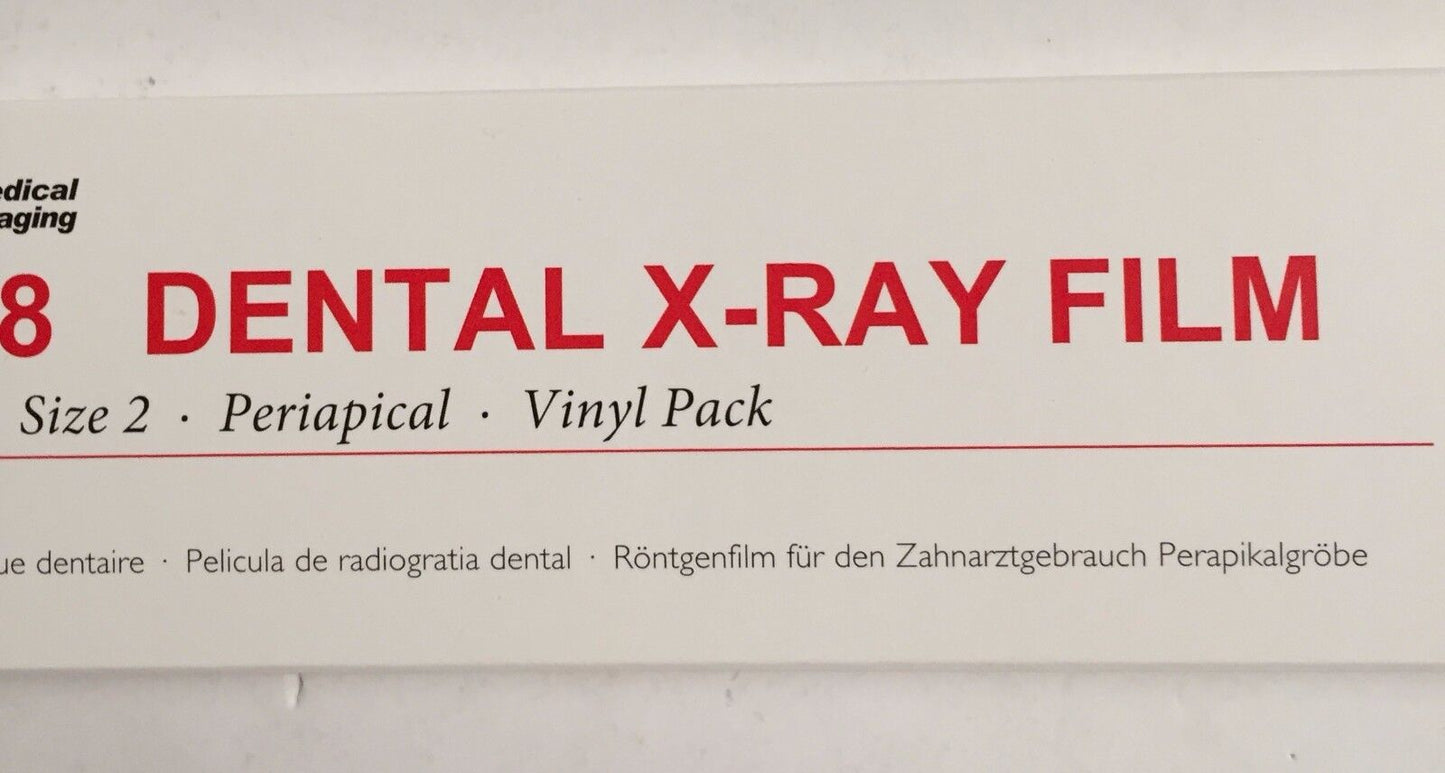 edical
aging
8 DENTAL X-RAY FILM
Size 2 · Periapical · Vinyl Pack
ue dentaire · Pelicula de radiogratia dental · Röntgenfilm für den Zahnarztgebrauch Perapikalgröbe